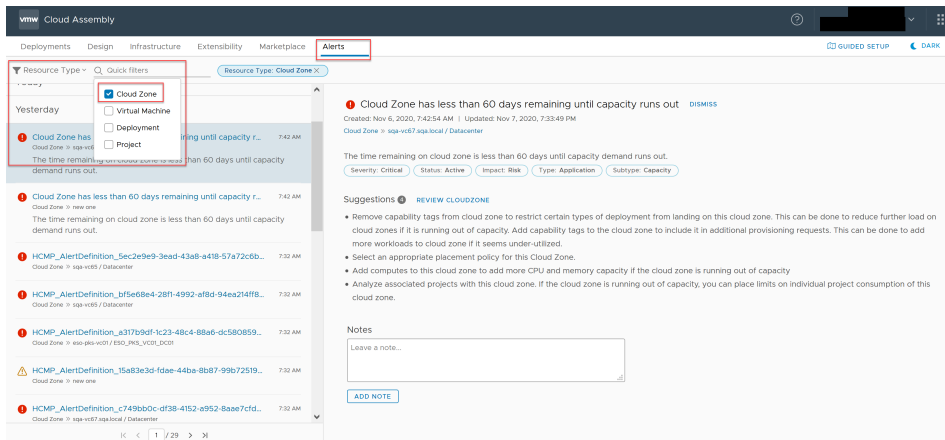 vmw Cloud Assembly
Deployments Design Infrastructure Extensibility Marketplace Alerts GUIDED SETUP DARK
Resource Type Quick filters Resource Type: Cloud Zone X
Cloud Zone
Virtual Machine
Deployment
Project
Today
Yesterday
Cloud Zone has ning until capacity r... 7:42 AM
Cloud Zone » sqa-vc6
The time remaining on cloud zone is less than 60 days until capacity
demand runs out.
Cloud Zone has less than 60 days remaining until capacity r... 7:42 AM
Cloud Zone » new one
The time remaining on cloud zone is less than 60 days until capacity
demand runs out.
HCMP_AlertDefinition_5ec2e9e9-3ead-43a8-a418-57a72c6b... 7:32 AM
Cloud Zone » sqa-vc65 / Datacenter
HCMP_AlertDefinition_bf5e68e4-28f1-4992-af8d-94ea214ff8... 7:32 AM
Cloud Zone » sqa-vc65 / Datacenter
HCMP_AlertDefinition_a317b9df-1c23-48c4-88a6-dc580859... 7:32 AM
Cloud Zone » eso-pks-vc01 / ESO_PKS_VC01_DC01
HCMP_AlertDefinition_15a83e3d-fdae-44ba-8b87-99b72519... 7:32 AM
Cloud Zone » new one
HCMP_AlertDefinition_c749bb0c-df38-4152-a952-8aae7cfd... 7:32 AM
Cloud Zone » sqa-vc67.sqa.local / Datacenter
1 / 29
Cloud Zone has less than 60 days remaining until capacity runs out DISMISS
Created: Nov 6, 2020, 7:42:54 AM | Updated: Nov 7, 2020, 7:33:49 PM
Cloud Zone » sqa-vc67.sqa.local / Datacenter
The time remaining on cloud zone is less than 60 days until capacity demand runs out.
Severity: Critical Status: Active Impact: Risk Type: Application Subtype: Capacity
Suggestions 4 REVIEW CLOUDZONE
• Remove capability tags from cloud zone to restrict certain types of deployment from landing on this cloud zone. This can be done to reduce further load on
cloud zones if it is running out of capacity. Add capability tags to the cloud zone to include it in additional provisioning requests. This can be done to add
more workloads to cloud zone if it seems under-utilized.
• Select an appropriate placement policy for this Cloud Zone.
• Add computes to this cloud zone to add more CPU and memory capacity if the cloud zone is running out of capacity
• Analyze associated projects with this cloud zone. If the cloud zone is running out of capacity, you can place limits on individual project consumption of this
cloud zone.
Notes
Leave a note...
ADD NOTE